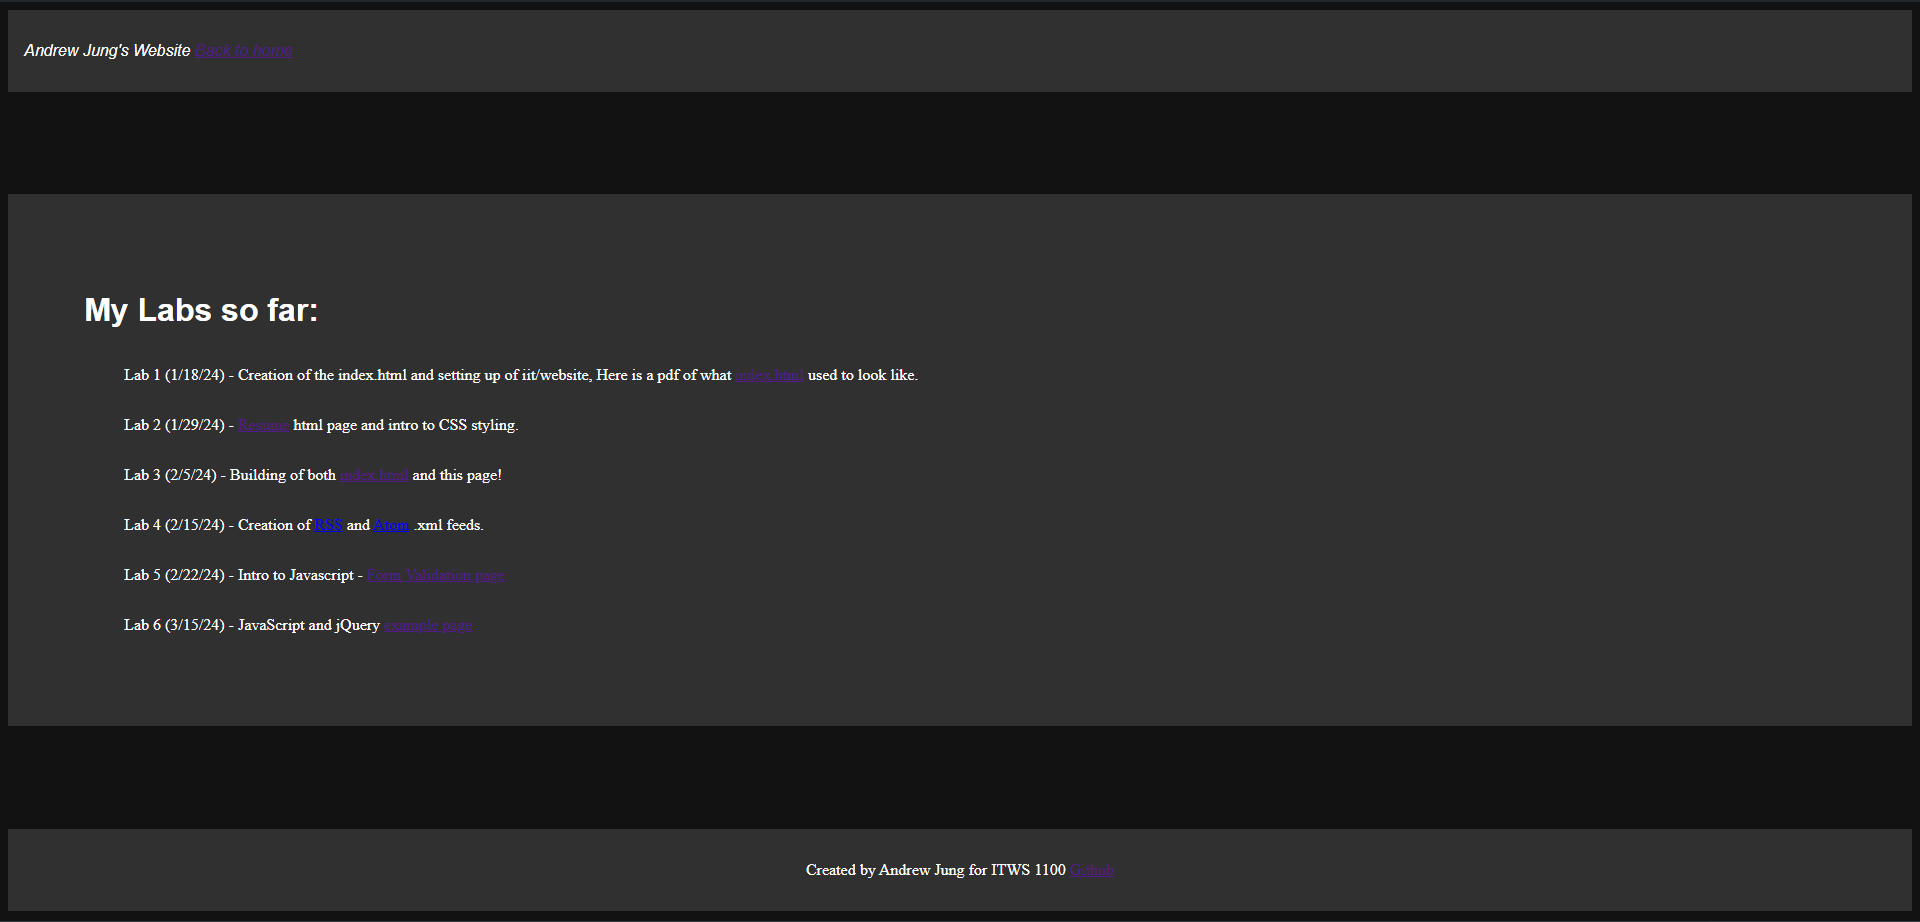 Andrew Jung's Website Back to home
My Labs so far:
Lab 1 (1/18/24) - Creation of the index.html and setting up of iit/website, Here is a pdf of what index.html used to look like.
Lab 2 (1/29/24) - Resume html page and intro to CSS styling.
Lab 3 (2/5/24) - Building of both index.html and this page!
Lab 4 (2/15/24) - Creation of RSS and Atom .xml feeds.
Lab 5 (2/22/24) - Intro to Javascript - Form Validation page
Lab 6 (3/15/24) - JavaScript and jQuery example page
Created by Andrew Jung for ITWS 1100 Github